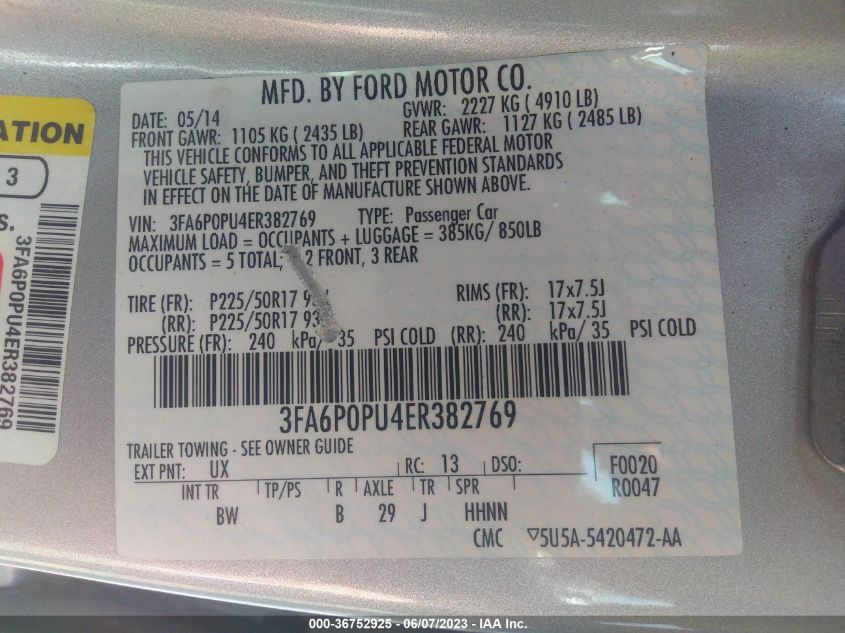 ATION
3
S.
3FA6P0PU4ER382769
MFD. BY FORD MOTOR CO.
DATE: 05/14 GVWR: 2227 KG ( 4910 LB)
FRONT GAWR: 1105 KG ( 2435 LB) REAR GAWR: 1127 KG ( 2485 LB)
THIS VEHICLE CONFORMS TO ALL APPLICABLE FEDERAL MOTOR
VEHICLE SAFETY, BUMPER, AND THEFT PREVENTION STANDARDS
IN EFFECT ON THE DATE OF MANUFACTURE SHOWN ABOVE.
VIN: 3FA6P0PU4ER382769 TYPE: Passenger Car
MAXIMUM LOAD = OCCUPANTS + LUGGAGE = 385KG/ 850LB
OCCUPANTS = 5 TOTAL; 2 FRONT, 3 REAR
TIRE (FR): P225/50R17 RIMS (FR): 17x7.5J
(RR): P225/50R17 (RR): 17x7.5J
PRESSURE (FR): 240 kPa/ 35 PSI COLD (RR): 240 kPa/ 35 PSI COLD
3FA6P0PU4ER382769
TRAILER TOWING - SEE OWNER GUIDE
EXT PNT: UX RC: 13 DSO: F0020
INT TR TP/PS R AXLE TR SPR R0047
BW B 29 J HHNN
CMC ▽5U5A-5420472-AA
000-36752925 - 06/07/2023 - © IAA, Inc.